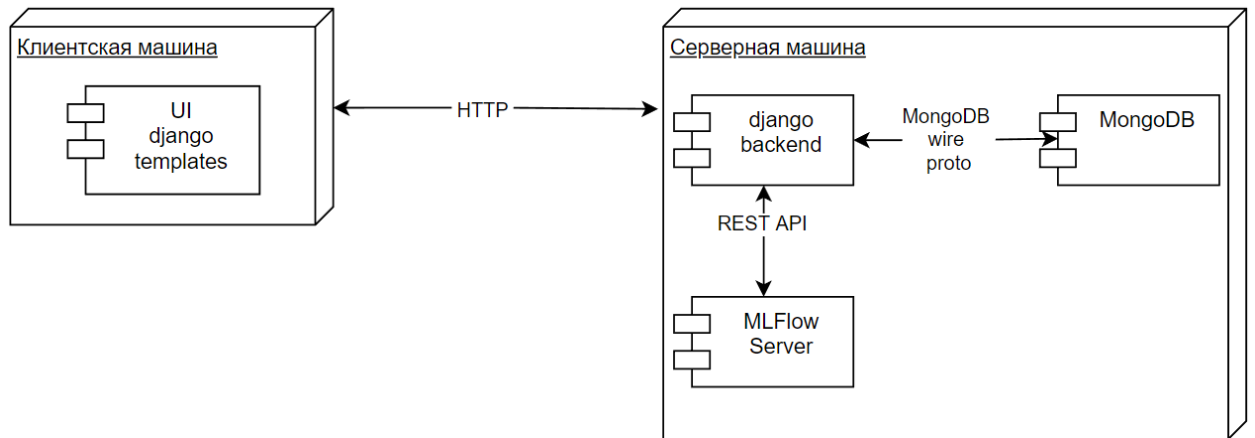 Клиентская машина
UI
django
templates
HTTP
Серверная машина
django
backend
MongoDB
wire
proto
MongoDB
REST API
MLFlow
Server